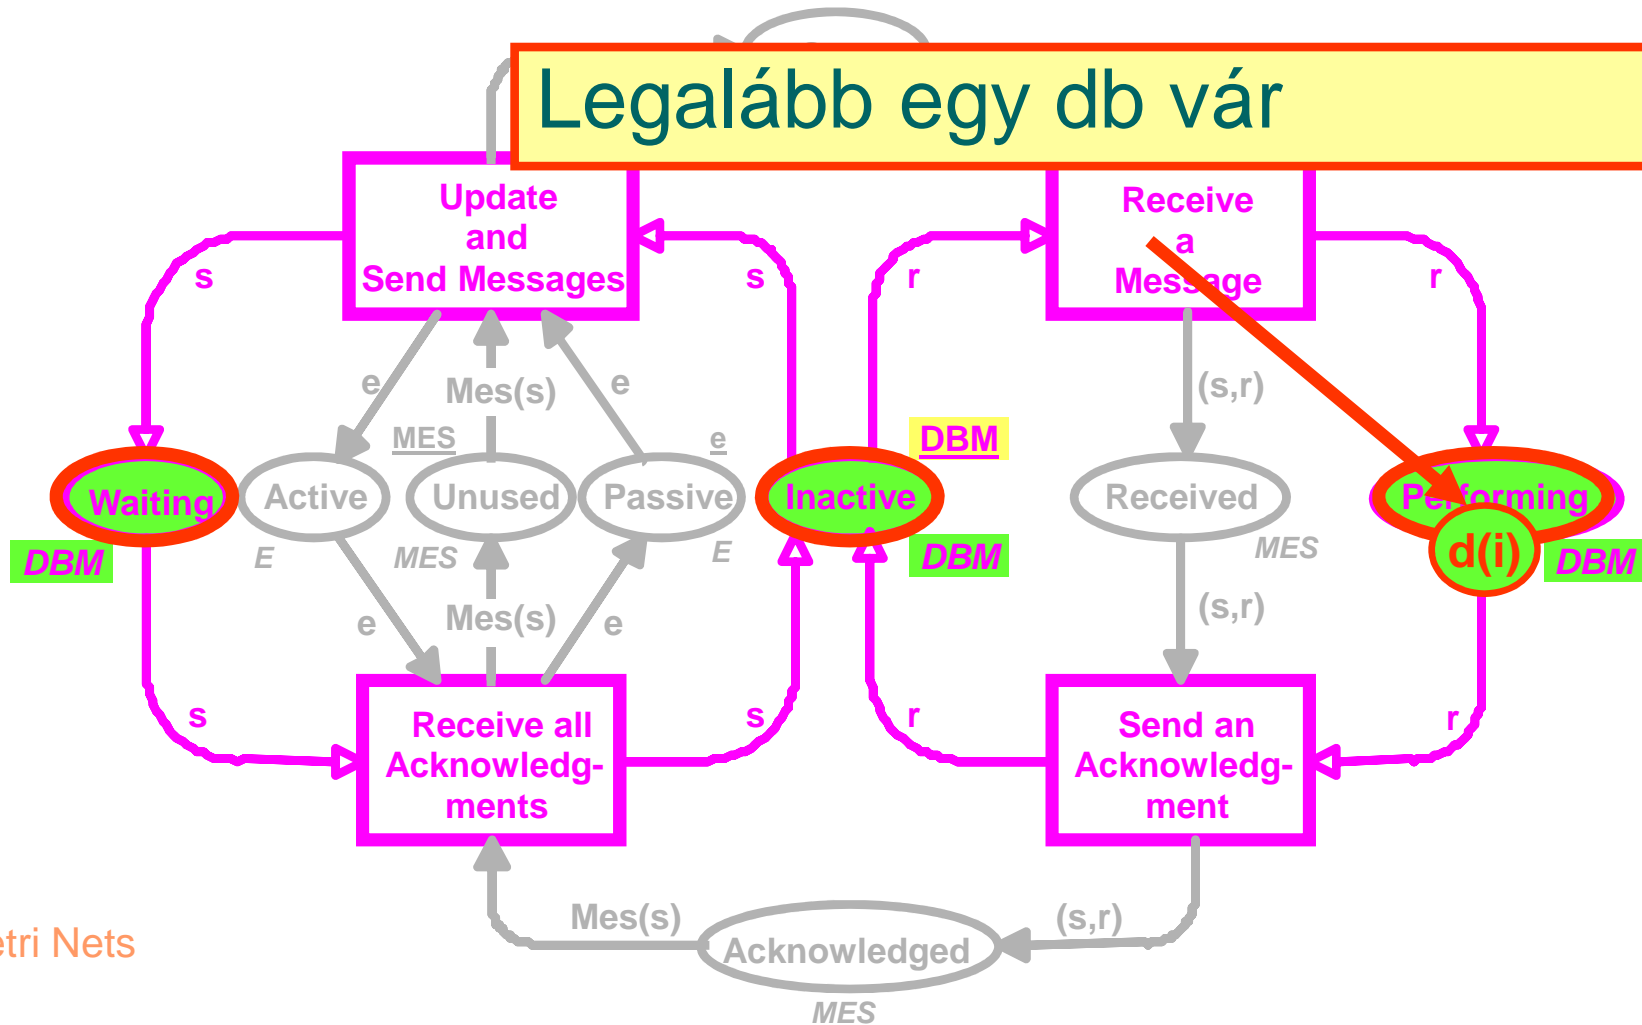 Legalább egy db vár
Update
and
Send Messages
Receive
a
Message
s
s
r
r
e
Mes(s)
e
(s,r)
MES
e
DBM
Waiting
Active
Unused
Passive
Inactive
Received
Performing
DBM
E
MES
E
DBM
MES
d(i)
DBM
e
Mes(s)
e
(s,r)
s
s
r
r
Receive all
Acknowledg-
ments
Send an
Acknowledg-
ment
Mes(s)
(s,r)
Acknowledged
MES
etri Nets